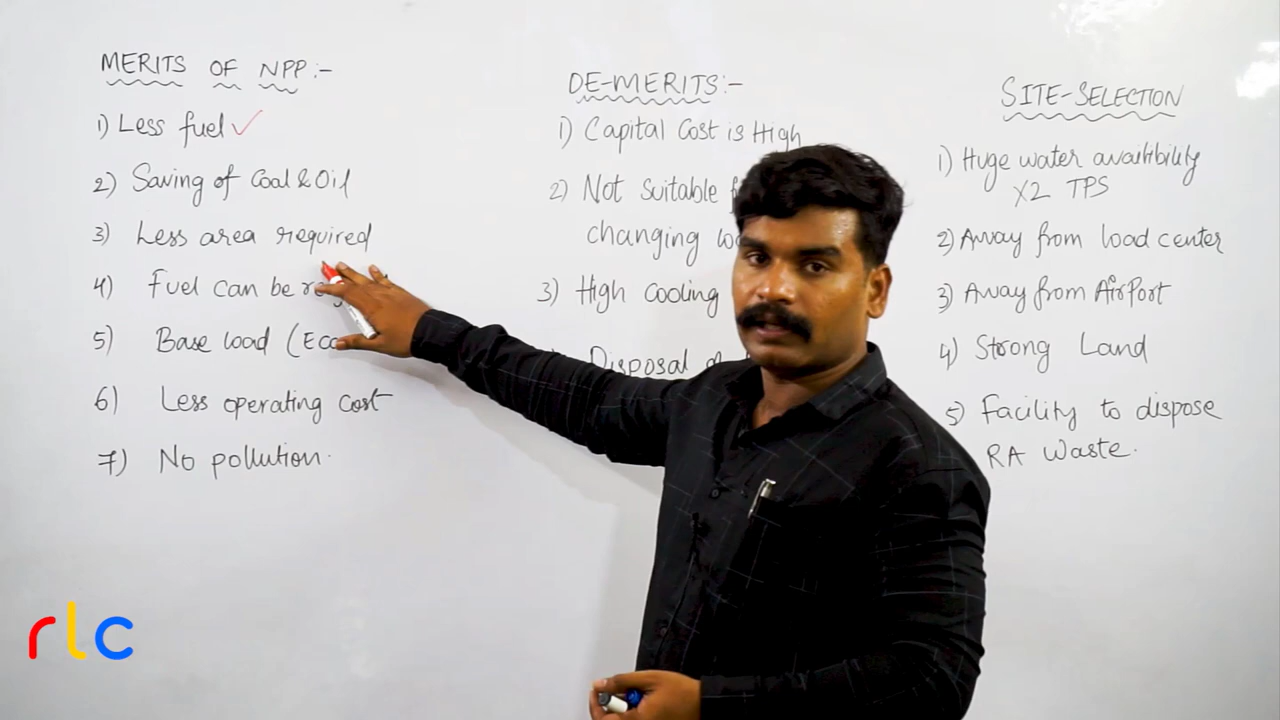 MERITS OF NPP:-
1) Less fuel ✓
2) Saving of Coal & Oil
3) Less area required
4) Fuel can be
5) Base load (Eco
6) Less operating cost
7) No pollution.
DE-MERITS:-
1) Capital Cost is High
2) Not Suitable
changing
3) High Cooling
Disposal
SITE-SELECTION
1) Huge water availibility
X2 TPS
2) Away from load center
3) Away from AirPort
4) Strong Land
5) Facility to dispose
RA Waste.
rlc